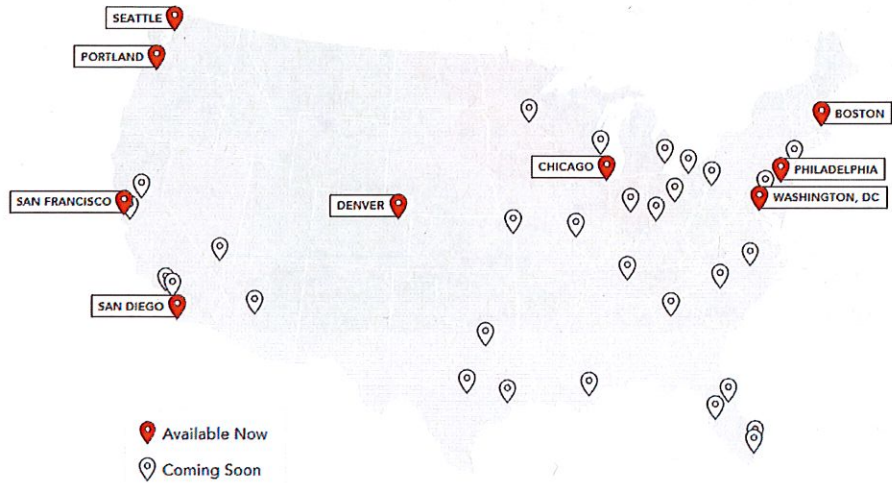 SEATTLE
PORTLAND
BOSTON
CHICAGO
PHILADELPHIA
SAN FRANCISCO
DENVER
WASHINGTON, DC
SAN DIEGO
Available Now
Coming Soon